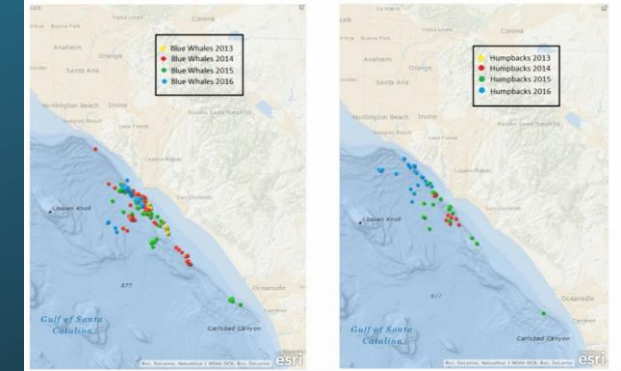 Corona
Anaheim
Orange
Santa Ana
Huntington Beach Irvine
Blue Whales 2013
Blue Whales 2014
Blue Whales 2015
Blue Whales 2016
Lasuen Knoll
877
Oceanside
Gulf of Santa
Catalina
Carlsbad Canyon
esri
Corona
Anaheim
Orange
Santa Ana
Huntington Beach Irvine
Humpbacks 2013
Humpbacks 2014
Humpbacks 2015
Humpbacks 2016
Lasuen Knoll
877
Oceanside
Gulf of Santa
Catalina
Carlsbad Canyon
esri